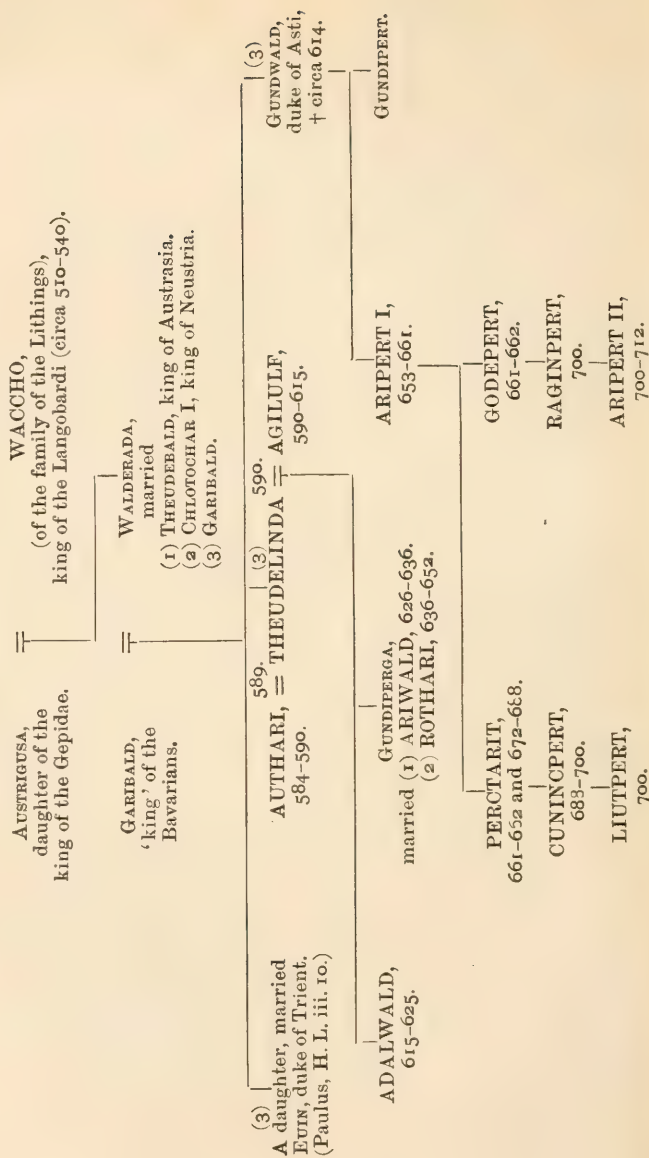 AUSTRIGUSA,
daughter of the
king of the Gepidae.
=
WACCHO,
(of the family of the Lithings),
king of the Langobardi (circa 510–540).
GARIBALD,
‘king’ of the
Bavarians.
=
WALDERADA,
married
(1) THEUDEBALD, king of Austrasia.
(2) CHLOTOCHAR I, king of Neustria.
(3) GARIBALD.
(3)
A daughter, married
EUIN, duke of Trient.
(Paulus, H. L. iii. 10.)
589. (3) 590.
AUTHARI, = THEUDELINDA = AGILULF,
584–590. 590–615.
(3)
GUNDWALD,
duke of Asti,
† circa 614.
ADALWALD,
615–625.
GUNDIPERGA,
married (1) ARIWALD, 626–636.
(2) ROTHARI, 636–652.
ARIPERT I,
653–661.
GUNDIPERT.
PERCTARIT,
661–662 and 672–688.
GODEPERT,
661–662.
CUNINCPERT,
688–700.
RAGINPERT,
700.
LIUTPERT,
700.
ARIPERT II,
700–712.